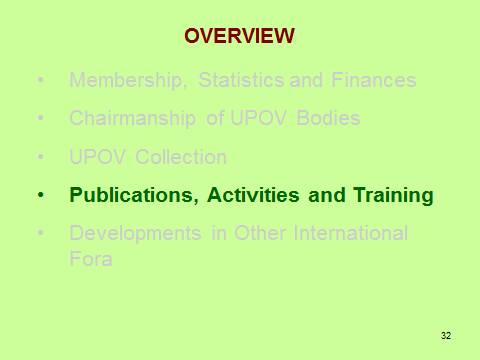 OVERVIEW
• Membership, Statistics and Finances
• Chairmanship of UPOV Bodies
• UPOV Collection
• Publications, Activities and Training
• Developments in Other International
Fora
32